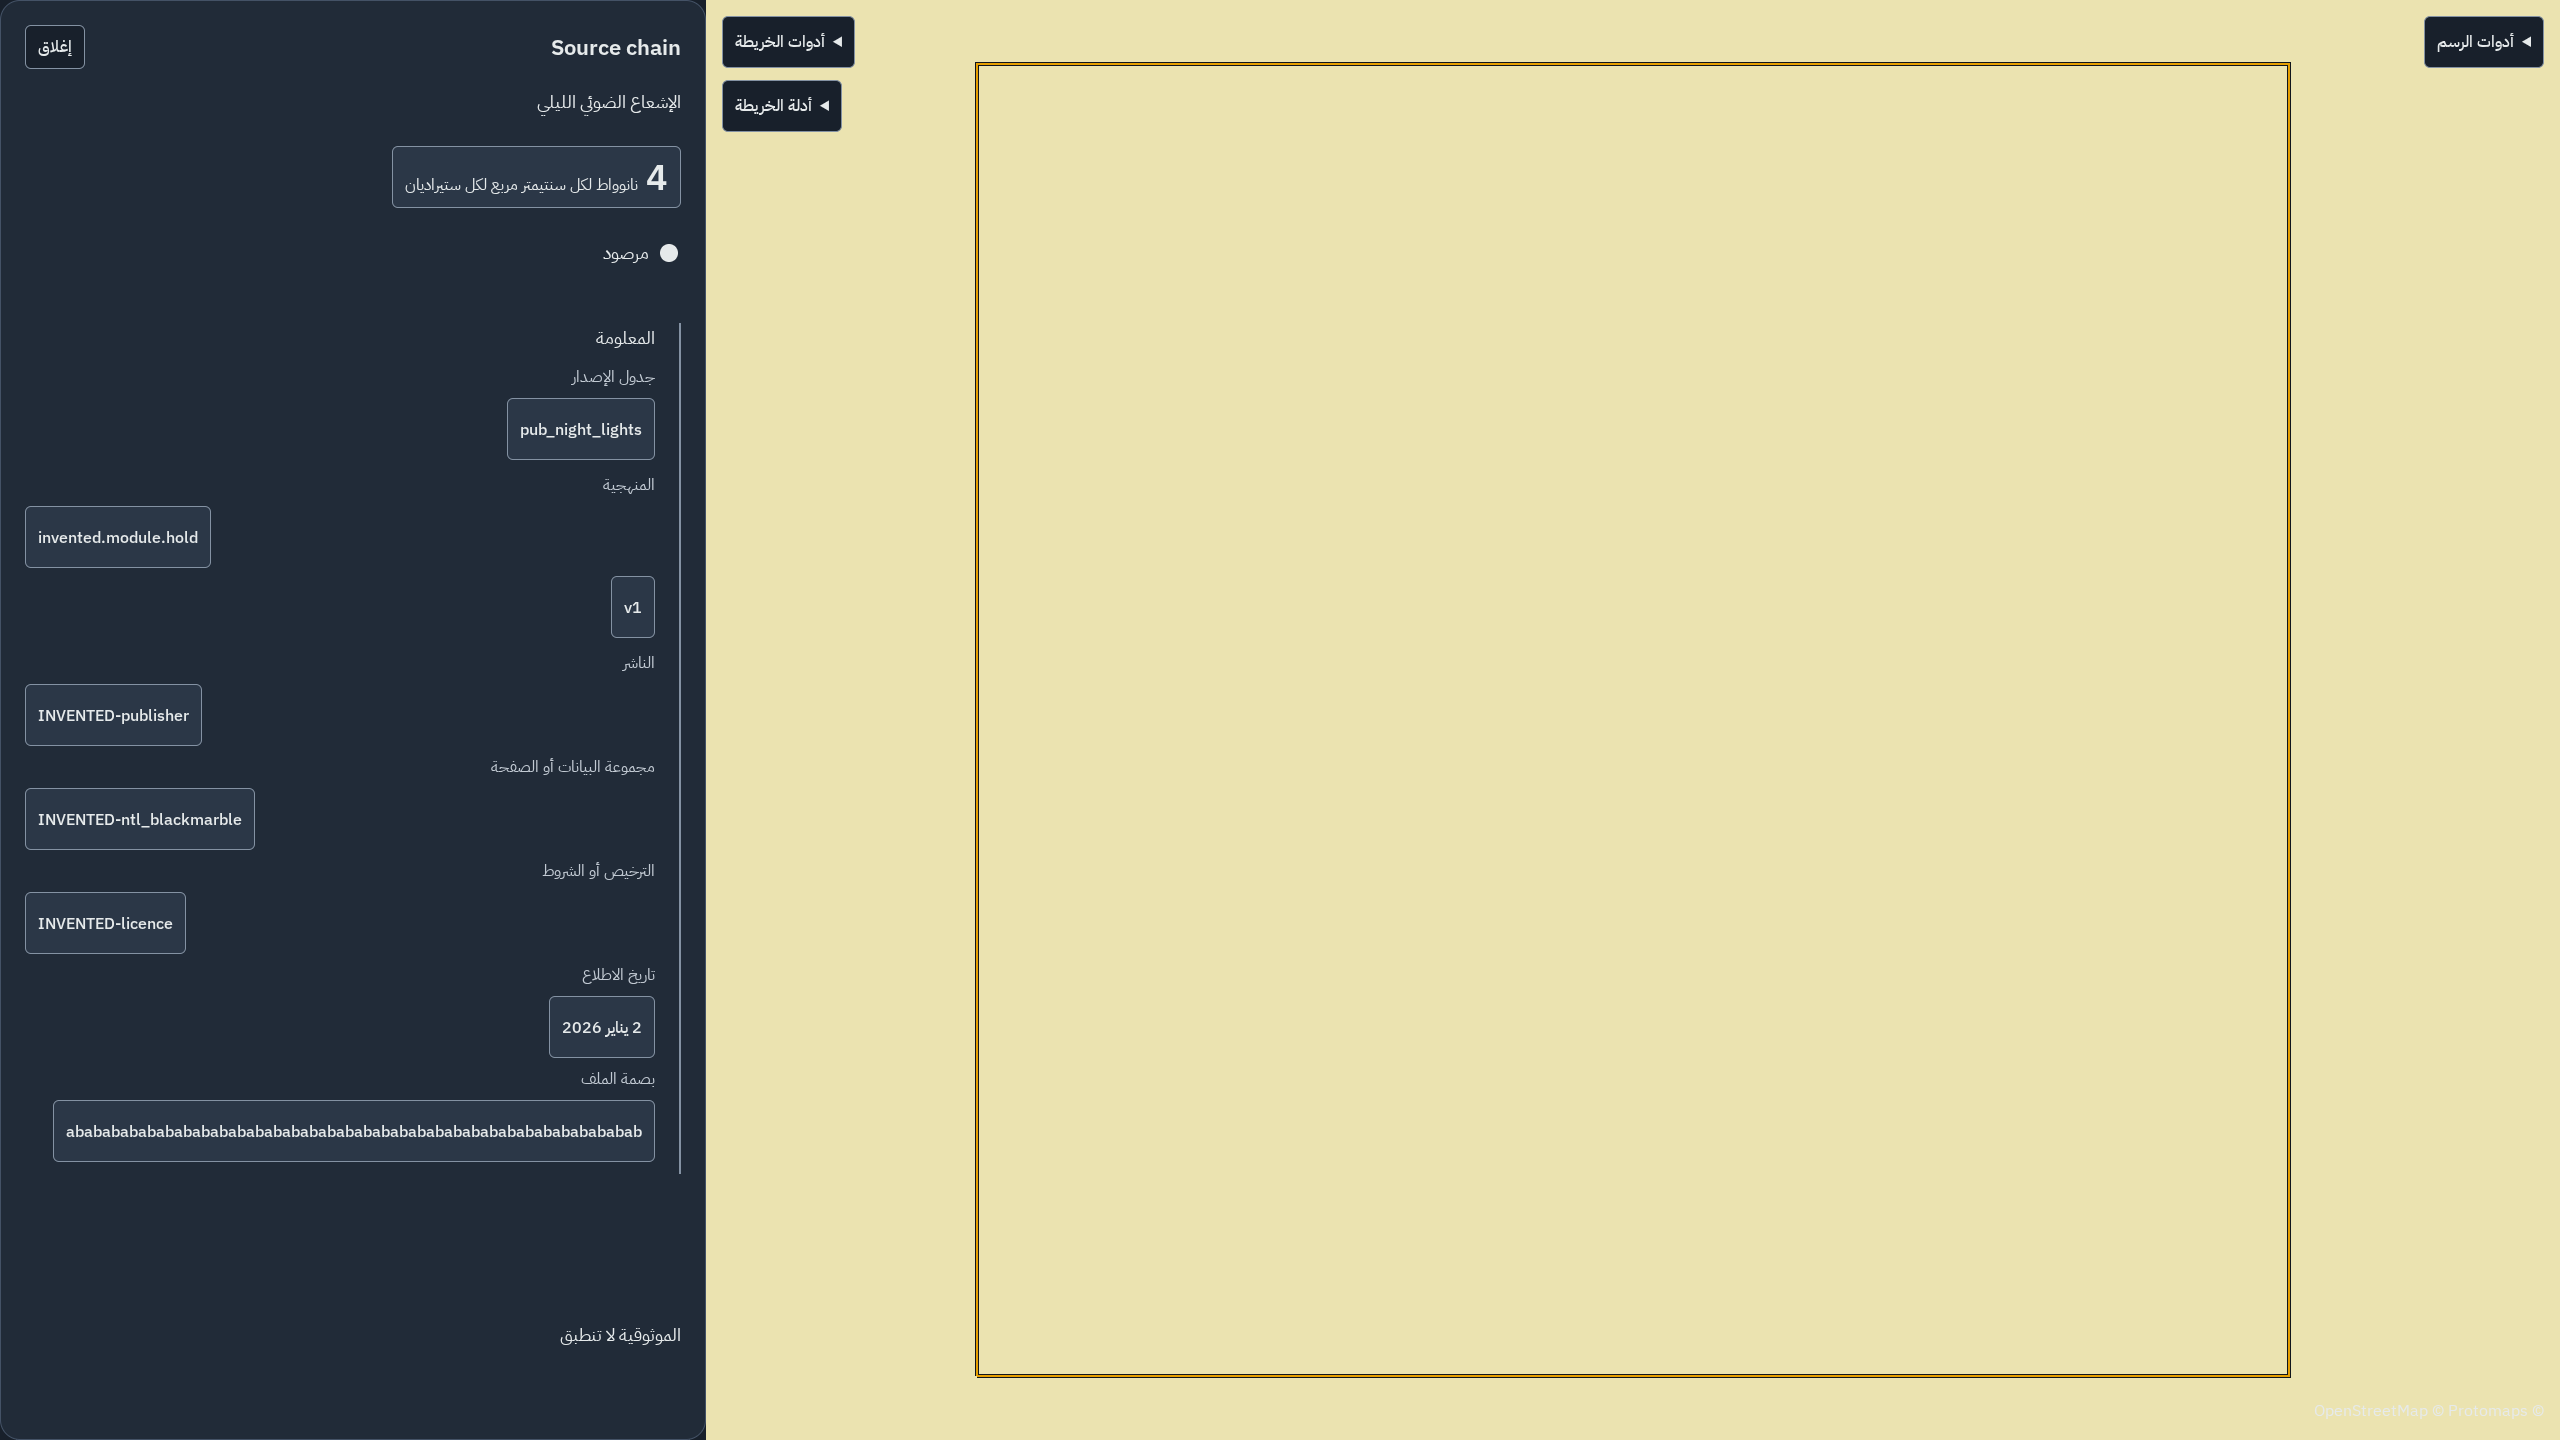 أدوات الرسم
أدوات الخريطة
أدلة الخريطة
Source chain
إغلاق
الإشعاع الضوئي الليلي
4 نانوواط لكل سنتيمتر مربع لكل ستيراديان
مرصود
المعلومة
جدول الإصدار
pub_night_lights
المنهجية
invented.module.hold
v1
الناشر
INVENTED-publisher
مجموعة البيانات أو الصفحة
INVENTED-ntl_blackmarble
الترخيص أو الشروط
INVENTED-licence
تاريخ الاطلاع
2 يناير 2026
بصمة الملف
abababababababababababababababababababababababababababababababab
الموثوقية لا تنطبق
OpenStreetMap © Protomaps ©